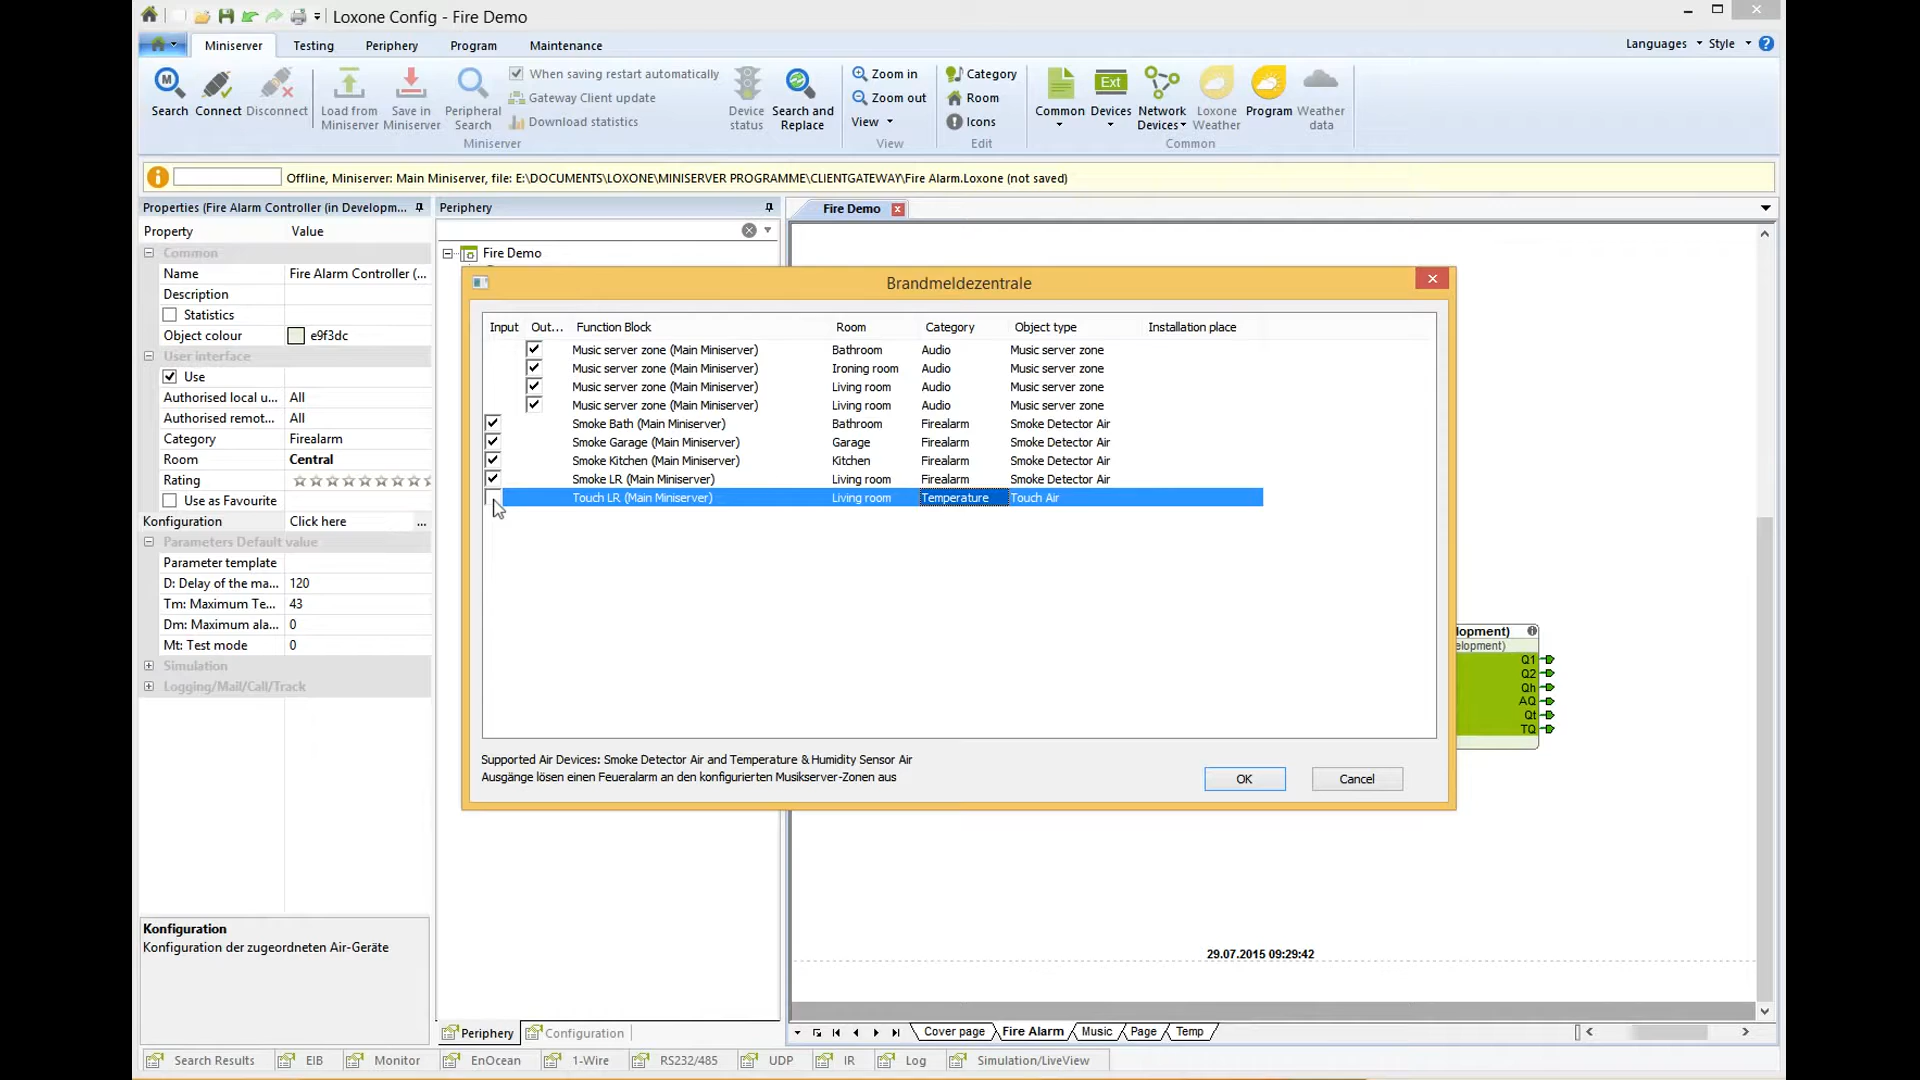 Loxone Config - Fire Demo
Miniserver Testing Periphery Program Maintenance
Languages Style
Search Connect Disconnect
Load from Miniserver Save in Miniserver Peripheral Search
When saving restart automatically
Gateway Client update
Download statistics
Device status Search and Replace
Miniserver
Zoom in
Zoom out
View
View
Category
Room
Icons
Edit
Ext
Common Devices Network Devices Loxone Weather Program Weather data
Common
Offline, Miniserver: Main Miniserver, file: E:\DOCUMENTS\LOXONE\MINISERVER PROGRAMME\CLIENTGATEWAY\Fire Alarm.Loxone (not saved)
Properties (Fire Alarm Controller (in Developm...
Property Value
Common
Name Fire Alarm Controller (...
Description
Statistics
Object colour e9f3dc
User interface
Use
Authorised local u... All
Authorised remot... All
Category Firealarm
Room Central
Rating
Use as Favourite
Konfiguration Click here ...
Parameters Default value
Parameter template
D: Delay of the ma... 120
Tm: Maximum Te... 43
Dm: Maximum ala... 0
Mt: Test mode 0
Simulation
Logging/Mail/Call/Track
Konfiguration
Konfiguration der zugeordneten Air-Geräte
Periphery
Fire Demo
Periphery Configuration
Fire Demo
Brandmeldezentrale
Input Out... Function Block Room Category Object type Installation place
Music server zone (Main Miniserver) Bathroom Audio Music server zone
Music server zone (Main Miniserver) Ironing room Audio Music server zone
Music server zone (Main Miniserver) Living room Audio Music server zone
Music server zone (Main Miniserver) Living room Audio Music server zone
Smoke Bath (Main Miniserver) Bathroom Firealarm Smoke Detector Air
Smoke Garage (Main Miniserver) Garage Firealarm Smoke Detector Air
Smoke Kitchen (Main Miniserver) Kitchen Firealarm Smoke Detector Air
Smoke LR (Main Miniserver) Living room Firealarm Smoke Detector Air
Touch LR (Main Miniserver) Living room Temperature Touch Air
Supported Air Devices: Smoke Detector Air and Temperature & Humidity Sensor Air
Ausgänge lösen einen Feueralarm an den konfigurierten Musikserver-Zonen aus
OK Cancel
lopment)
elopment)
Q1
Q2
Qh
AQ
Qt
TQ
29.07.2015 09:29:42
Cover page Fire Alarm Music Page Temp
Search Results EIB Monitor EnOcean 1-Wire RS232/485 UDP IR Log Simulation/LiveView